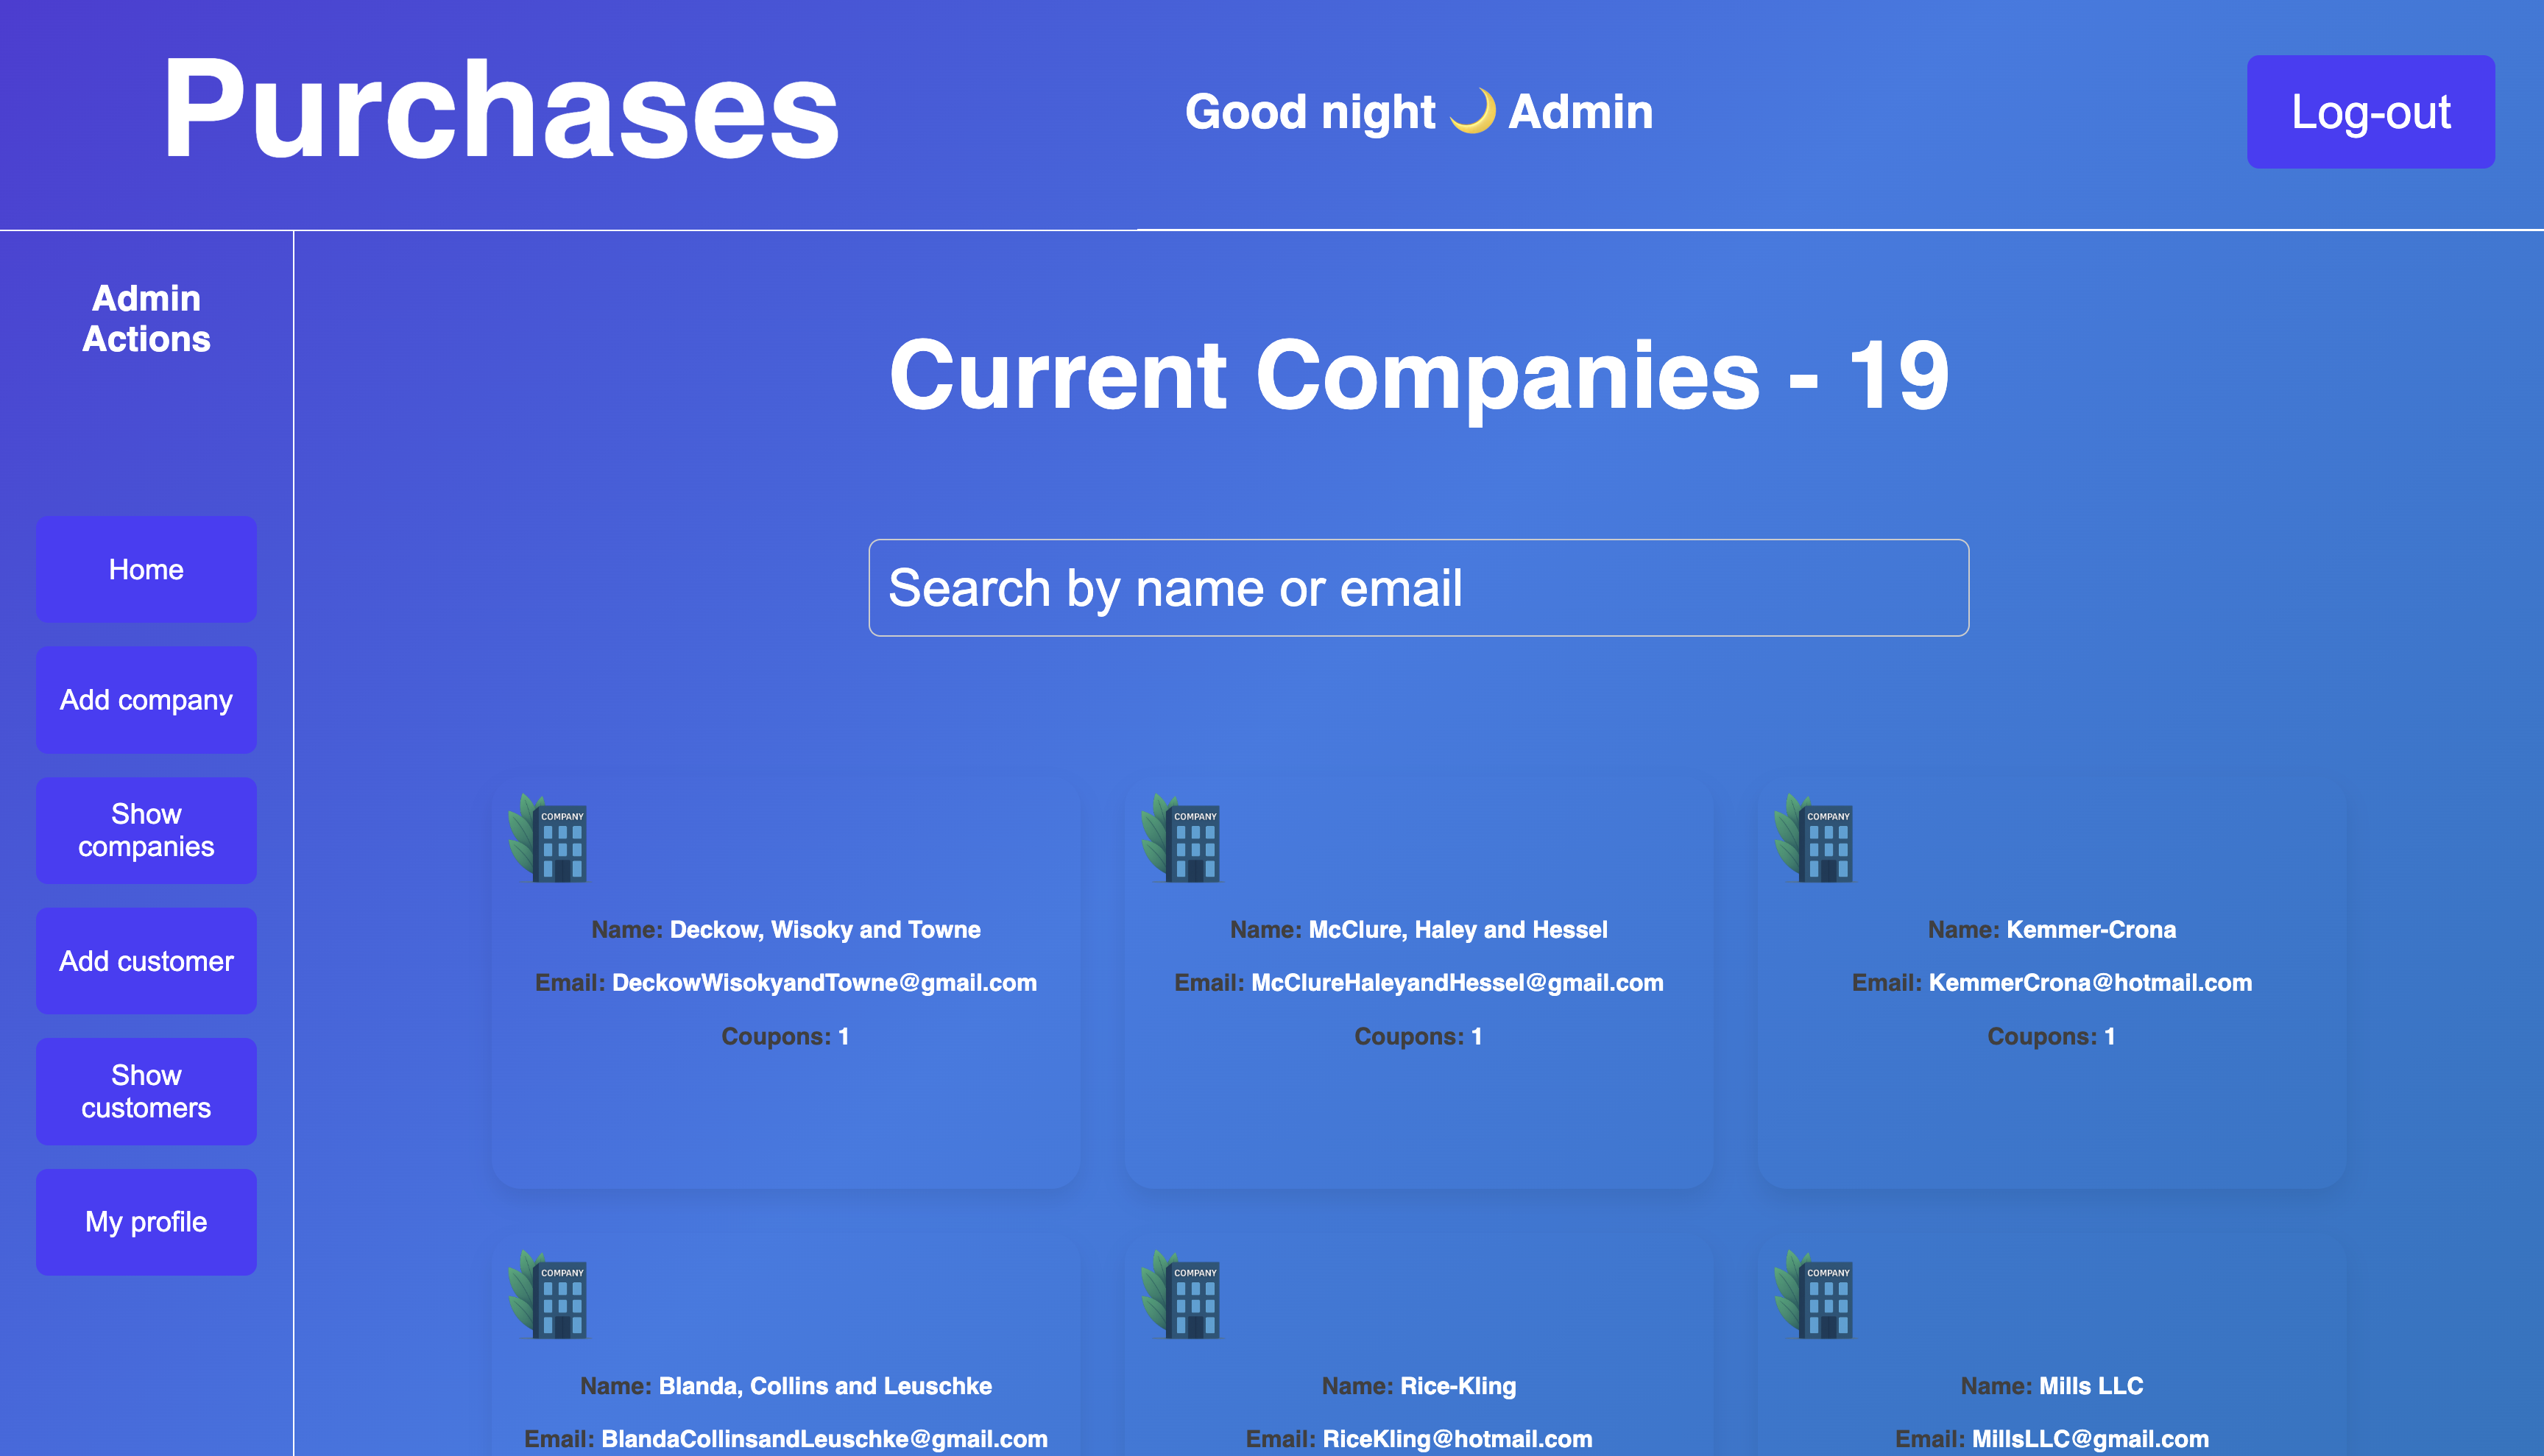 Purchases
Good night 🌙 Admin
Log-out
Admin
Actions
Home
Add company
Show
companies
Add customer
Show
customers
My profile
Current Companies - 19
Search by name or email
COMPANY
Name: Deckow, Wisoky and Towne
Email: DeckowWisokyandTowne@gmail.com
Coupons: 1
COMPANY
Name: McClure, Haley and Hessel
Email: McClureHaleyandHessel@gmail.com
Coupons: 1
COMPANY
Name: Kemmer-Crona
Email: KemmerCrona@hotmail.com
Coupons: 1
COMPANY
Name: Blanda, Collins and Leuschke
Email: BlandaCollinsandLeuschke@gmail.com
COMPANY
Name: Rice-Kling
Email: RiceKling@hotmail.com
COMPANY
Name: Mills LLC
Email: MillsLLC@gmail.com